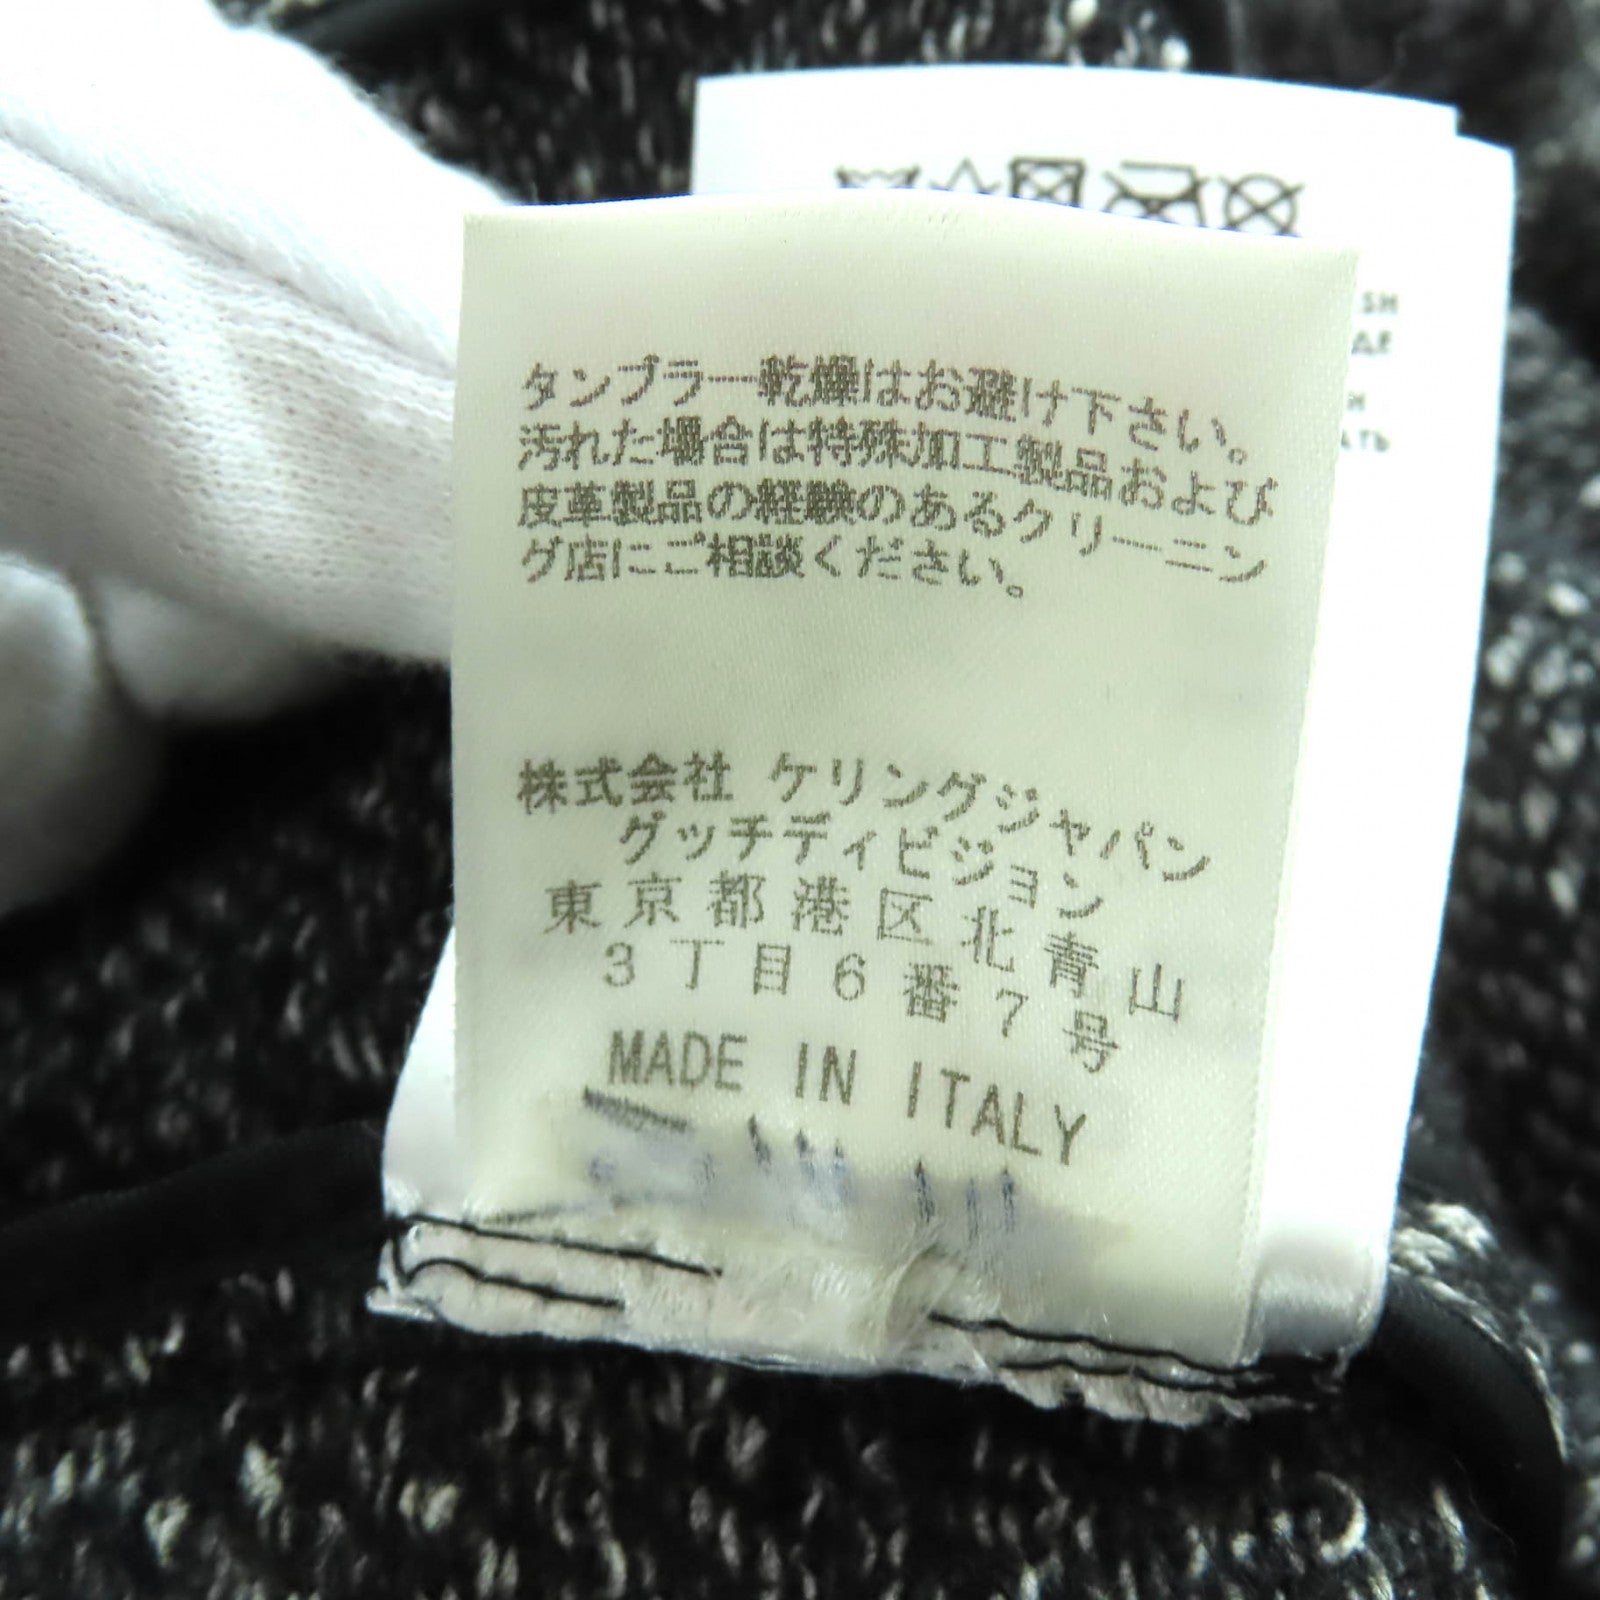 SH
タンブラー乾燥はお避け下さい。
汚れた場合は特殊加工製品および
皮革製品の経験のあるクリーニン
グ店にご相談ください。
株式会社 ケリングジャパン
グッチディビジョン
東京都港区北青山
3丁目6番7号
MADE IN ITALY